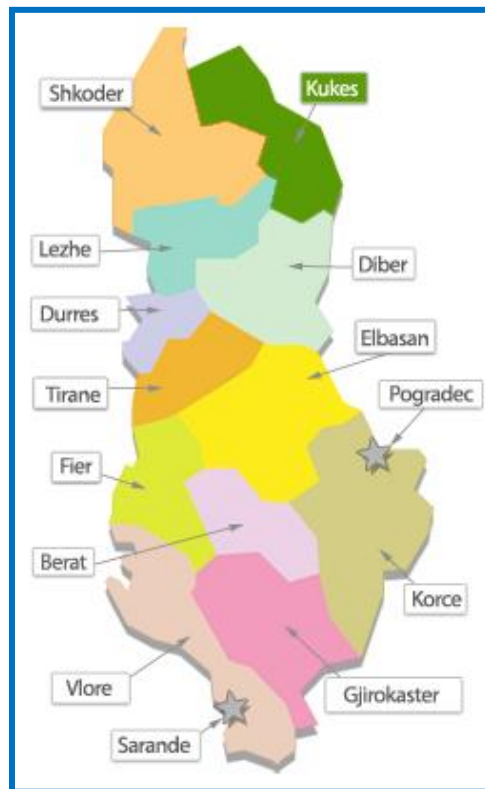 Kukes
Shkoder
Lezhe
Diber
Durres
Elbasan
Tirane
Pogradec
Fier
Berat
Korce
Vlore
Gjirokaster
Sarande